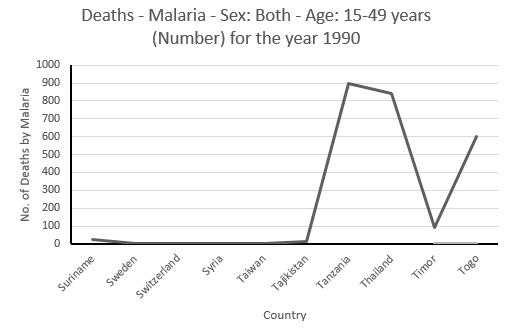 Deaths - Malaria - Sex: Both - Age: 15-49 years
(Number) for the year 1990
No. of Deaths by Malaria
1000
900
800
700
600
500
400
300
200
100
0
Suriname
Sweden
Switzerland
Syria
Taiwan
Tajikistan
Tanzania
Thailand
Timor
Togo
Country